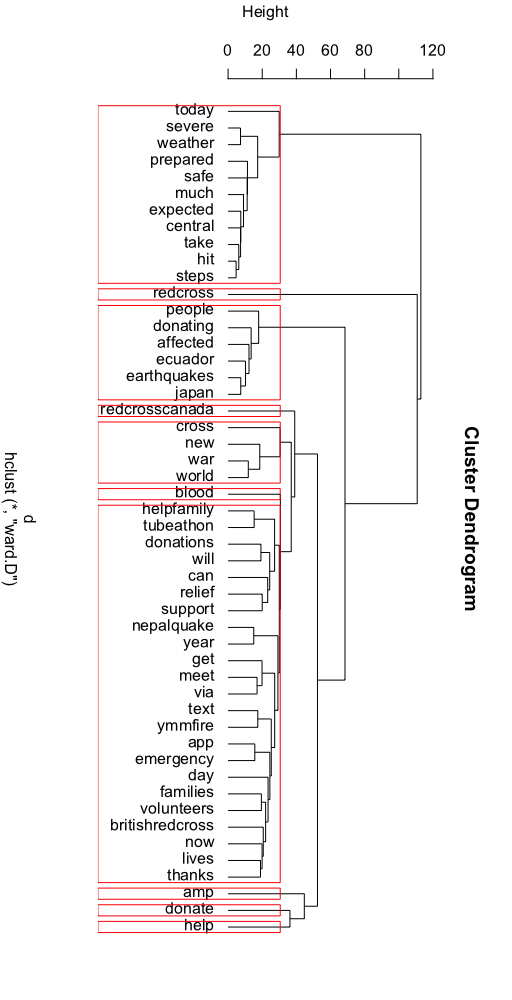 Height
0 20 40 60 80 120
today
severe
weather
prepared
safe
much
expected
central
take
hit
steps
redcross
people
donating
affected
ecuador
earthquakes
japan
redcrosscanada
cross
new
war
world
blood
helpfamily
tubeathon
donations
will
can
relief
support
nepalquake
year
get
meet
via
text
ymmfire
app
emergency
day
families
volunteers
britishredcross
now
lives
thanks
amp
donate
help
Cluster Dendrogram
d
hclust (*, "ward.D")